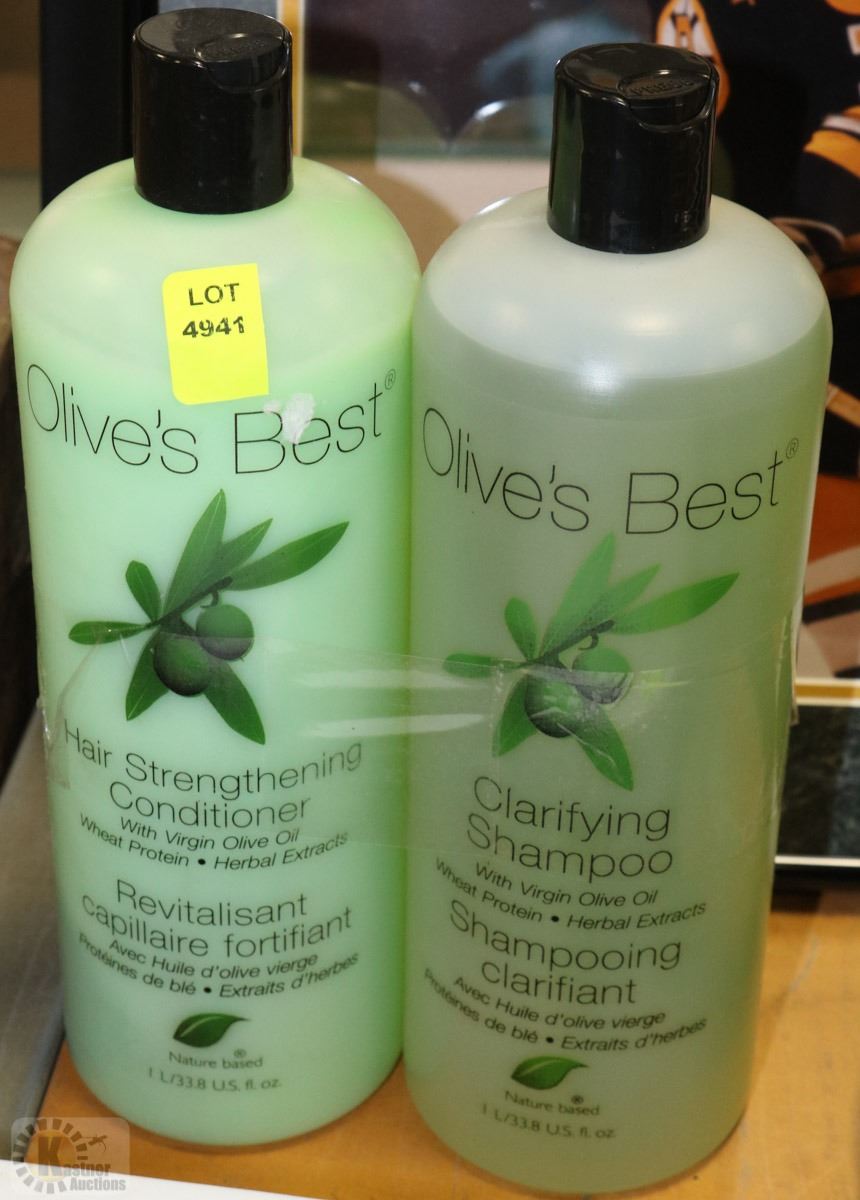 PRESS
LOT
4941
Olive's Best®
Hair Strengthening
Conditioner
With Virgin Olive Oil
Wheat Protein • Herbal Extracts
Revitalisant
capillaire fortifiant
Avec Huile d'olive vierge
Protéines de blé • Extraits d'herbes
Nature based®
1 L/33.8 U.S. fl. oz.
PRESS
Olive's Best®
Clarifying
Shampoo
With Virgin Olive Oil
Wheat Protein • Herbal Extracts
Shampooing
clarifiant
Avec Huile d'olive vierge
Protéines de blé • Extraits d'herbes
Nature based®
1 L/33.8 U.S. fl. oz.
Kastner
Auctions